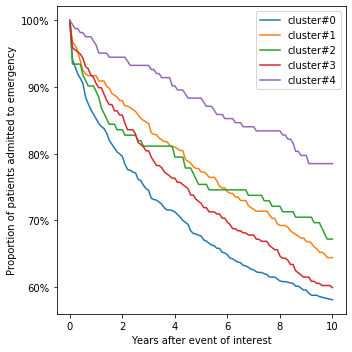 100%
90%
80%
70%
60%
Proportion of patients admitted to emergency
0
2
4
6
8
10
Years after event of interest
cluster#0
cluster#1
cluster#2
cluster#3
cluster#4